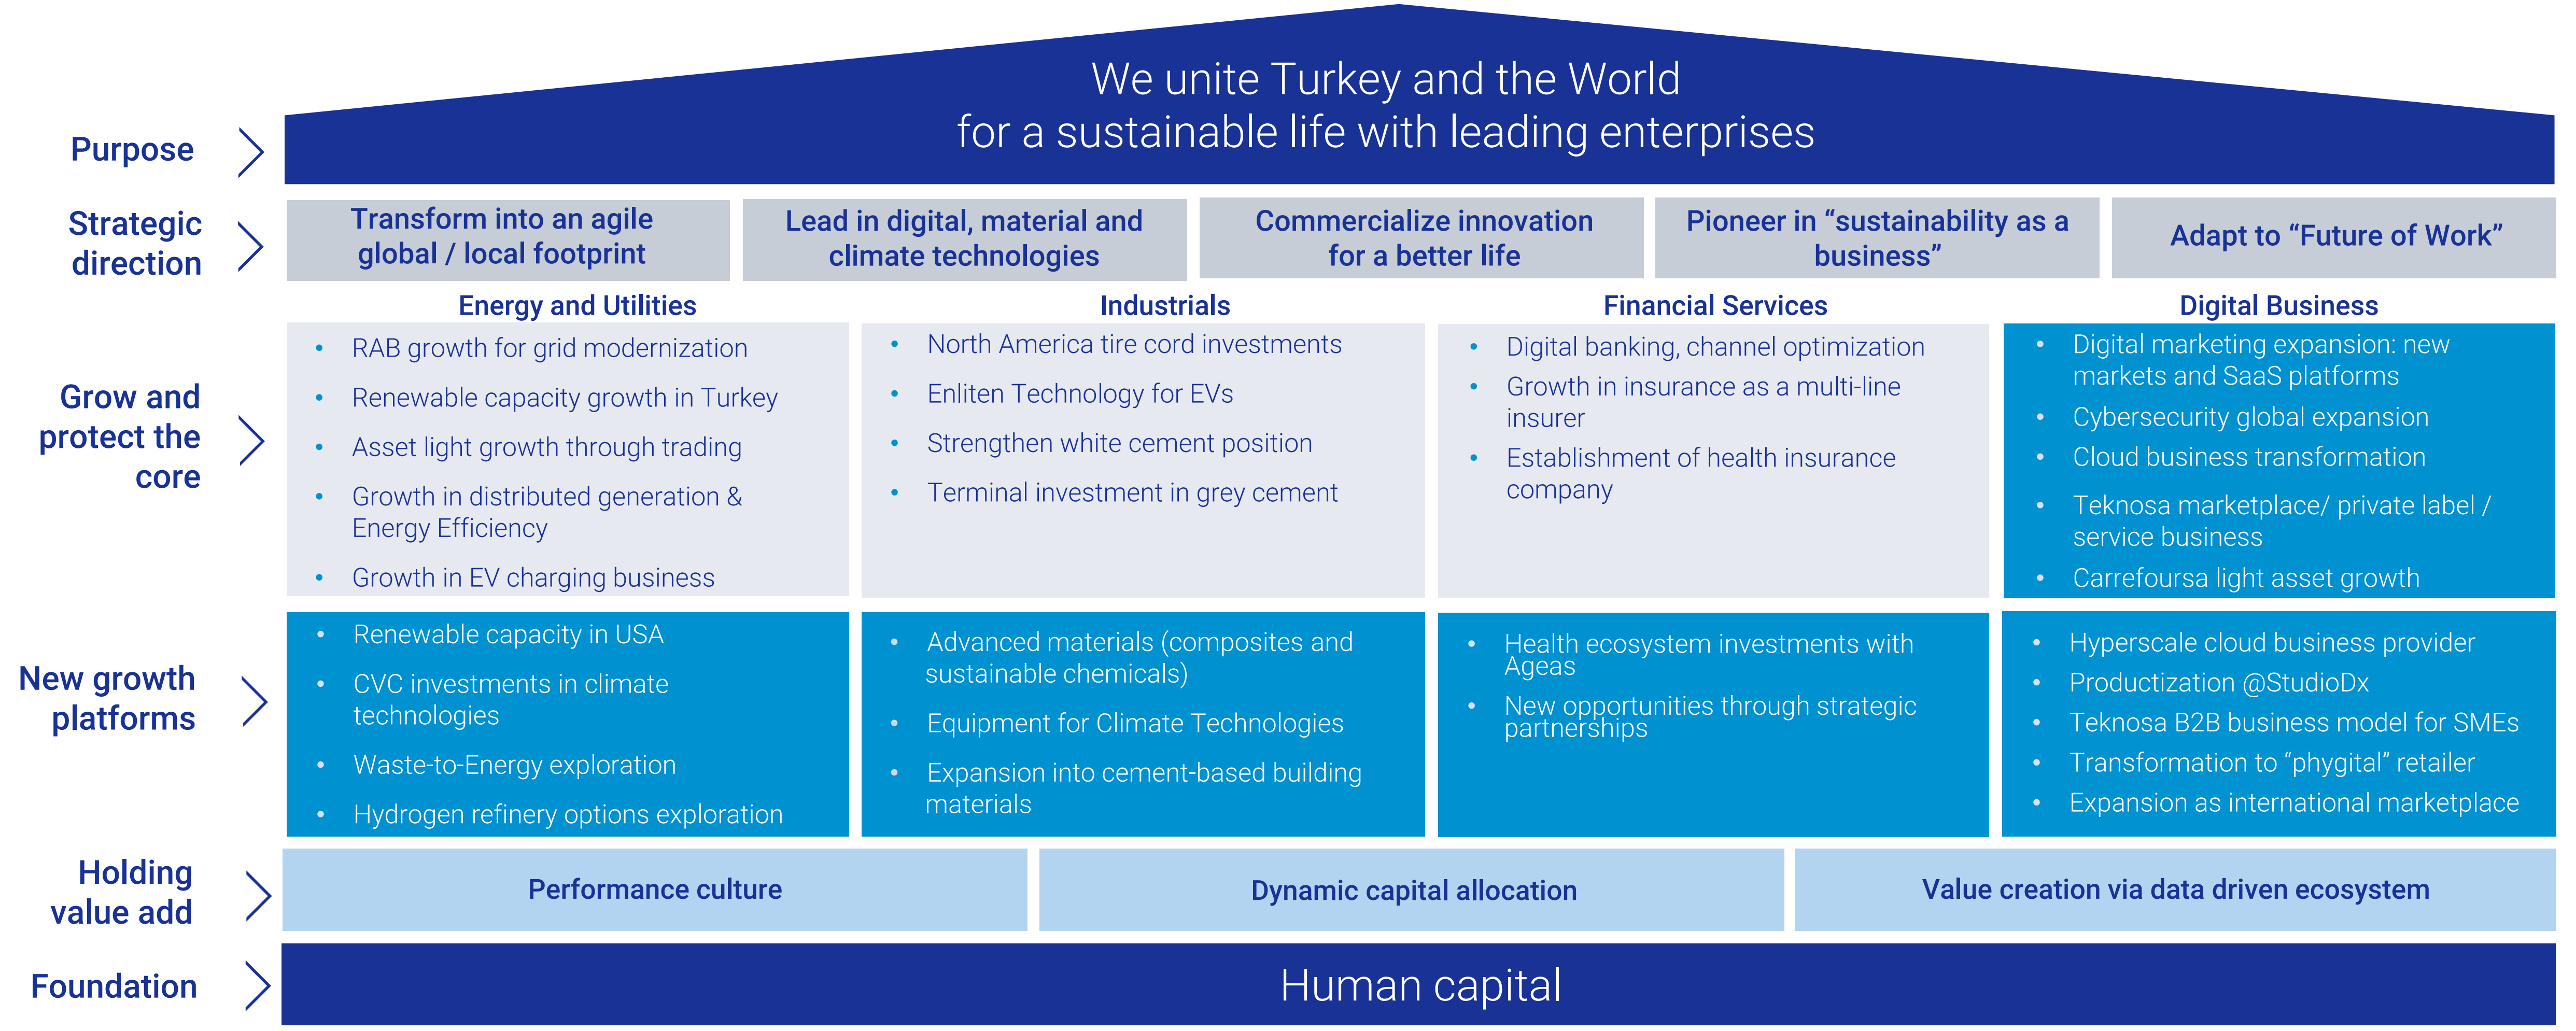 We unite Turkey and the World
for a sustainable life with leading enterprises
Purpose
Strategic
direction
Transform into an agile
global / local footprint
Lead in digital, material and
climate technologies
Commercialize innovation
for a better life
Pioneer in “sustainability as a
business”
Adapt to “Future of Work”
Grow and
protect the
core
Energy and Utilities
• RAB growth for grid modernization
• Renewable capacity growth in Turkey
• Asset light growth through trading
• Growth in distributed generation &
Energy Efficiency
• Growth in EV charging business
Industrials
• North America tire cord investments
• Enliten Technology for EVs
• Strengthen white cement position
• Terminal investment in grey cement
Financial Services
• Digital banking, channel optimization
• Growth in insurance as a multi-line
insurer
• Establishment of health insurance
company
Digital Business
• Digital marketing expansion: new
markets and SaaS platforms
• Cybersecurity global expansion
• Cloud business transformation
• Teknosa marketplace/ private label /
service business
• Carrefoursa light asset growth
New growth
platforms
• Renewable capacity in USA
• CVC investments in climate
technologies
• Waste-to-Energy exploration
• Hydrogen refinery options exploration
• Advanced materials (composites and
sustainable chemicals)
• Equipment for Climate Technologies
• Expansion into cement-based building
materials
• Health ecosystem investments with
Ageas
• New opportunities through strategic
partnerships
• Hyperscale cloud business provider
• Productization @StudioDx
• Teknosa B2B business model for SMEs
• Transformation to “phygital” retailer
• Expansion as international marketplace
Holding
value add
Performance culture
Dynamic capital allocation
Value creation via data driven ecosystem
Foundation
Human capital